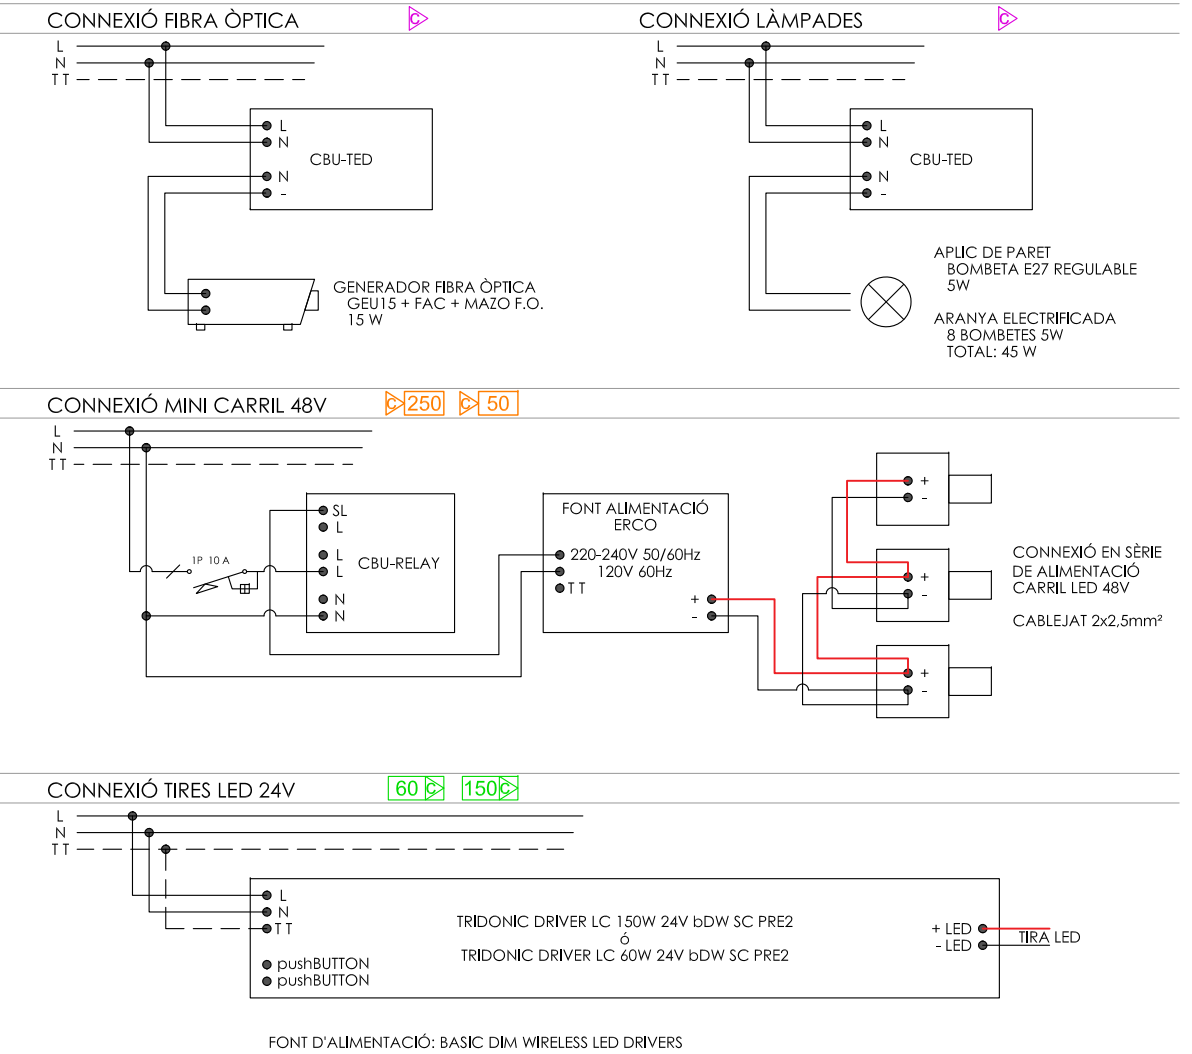 CONNEXIÓ FIBRA ÒPTICA
C
L
N
TT
L
N
CBU-TED
N
-
GENERADOR FIBRA ÒPTICA
GEU15 + FAC + MAZO F.O.
15 W
CONNEXIÓ LÀMPADES
C
L
N
TT
L
N
CBU-TED
N
-
APLIC DE PARET
BOMBETA E27 REGULABLE
5W
ARANYA ELECTRIFICADA
8 BOMBETES 5W
TOTAL: 45 W
CONNEXIÓ MINI CARRIL 48V
C 250
C 50
L
N
TT
1P 10 A
SL
L
L
CBU-RELAY
L
N
N
FONT ALIMENTACIÓ
ERCO
220-240V 50/60Hz
120V 60Hz
TT
+
-
+
-
+
-
+
-
CONNEXIÓ EN SÈRIE
DE ALIMENTACIÓ
CARRIL LED 48V
CABLEJAT 2x2,5mm²
CONNEXIÓ TIRES LED 24V
60 C
150 C
L
N
TT
L
N
TT
pushBUTTON
pushBUTTON
TRIDONIC DRIVER LC 150W 24V bDW SC PRE2
ó
TRIDONIC DRIVER LC 60W 24V bDW SC PRE2
+ LED
- LED
TIRA LED
FONT D'ALIMENTACIÓ: BASIC DIM WIRELESS LED DRIVERS